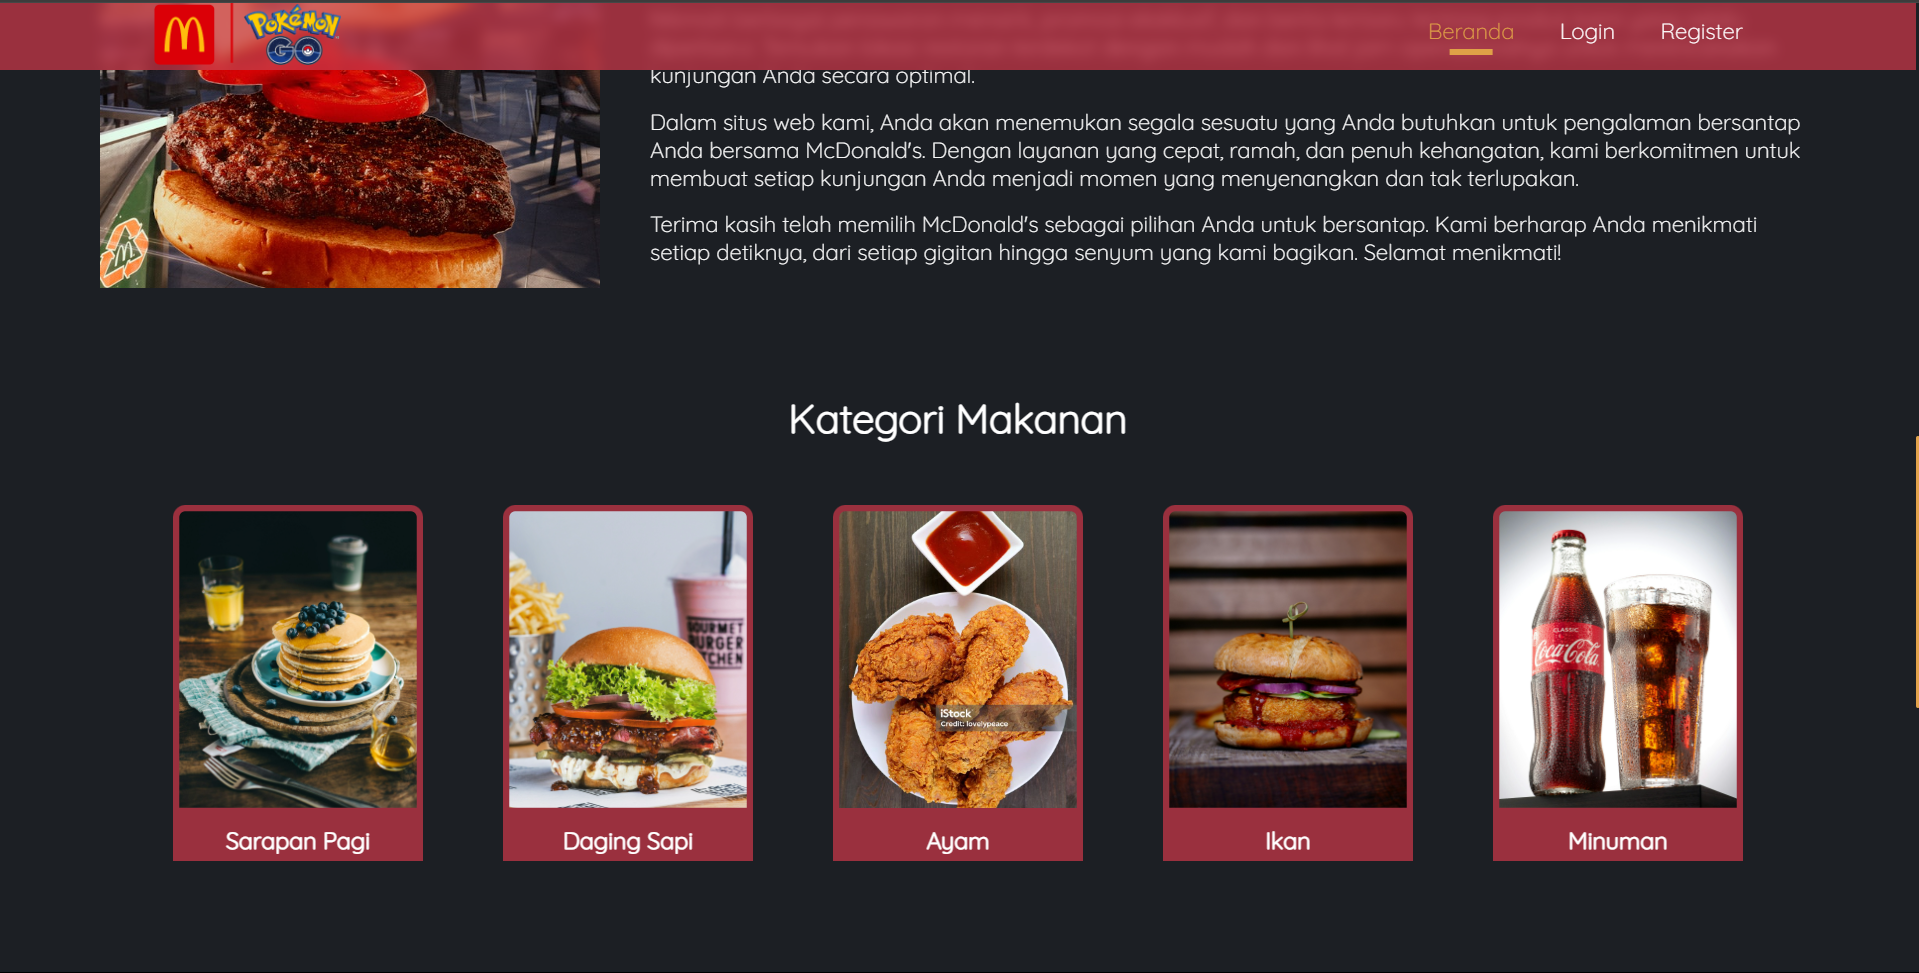 M
POKÉMON
GO
Beranda
Login
Register
kunjungan Anda secara optimal.
Dalam situs web kami, Anda akan menemukan segala sesuatu yang Anda butuhkan untuk pengalaman bersantap
Anda bersama McDonald's. Dengan layanan yang cepat, ramah, dan penuh kehangatan, kami berkomitmen untuk
membuat setiap kunjungan Anda menjadi momen yang menyenangkan dan tak terlupakan.
Terima kasih telah memilih McDonald's sebagai pilihan Anda untuk bersantap. Kami berharap Anda menikmati
setiap detiknya, dari setiap gigitan hingga senyum yang kami bagikan. Selamat menikmati!
Kategori Makanan
GOURMET
BURGER
KITCHEN
iStock
Credit: lovelypeace
CLASSIC
Coca-Cola
Sarapan Pagi
Daging Sapi
Ayam
Ikan
Minuman